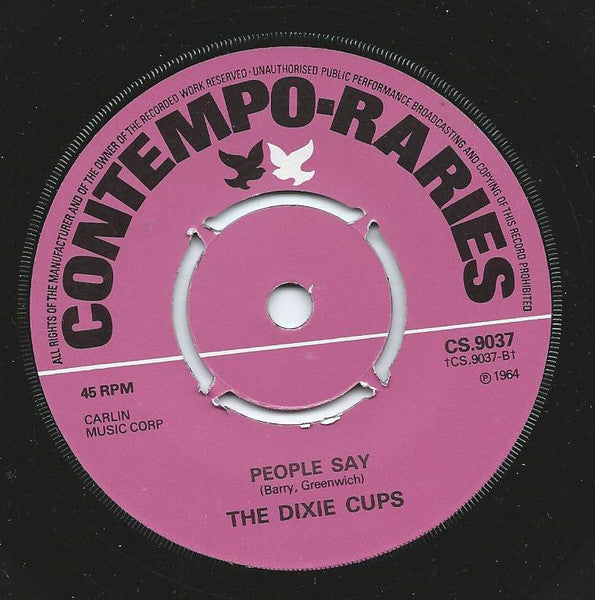 ALL RIGHTS OF THE MANUFACTURER AND OF THE OWNER OF THE RECORDED WORK RESERVED · UNAUTHORISED PUBLIC PERFORMANCE BROADCASTING AND COPYING OF THIS RECORD PROHIBITED
CONTEMPO-RARIES
CS.9037
†CS.9037-B†
℗ 1964
45 RPM
CARLIN
MUSIC CORP
PEOPLE SAY
(Barry, Greenwich)
THE DIXIE CUPS